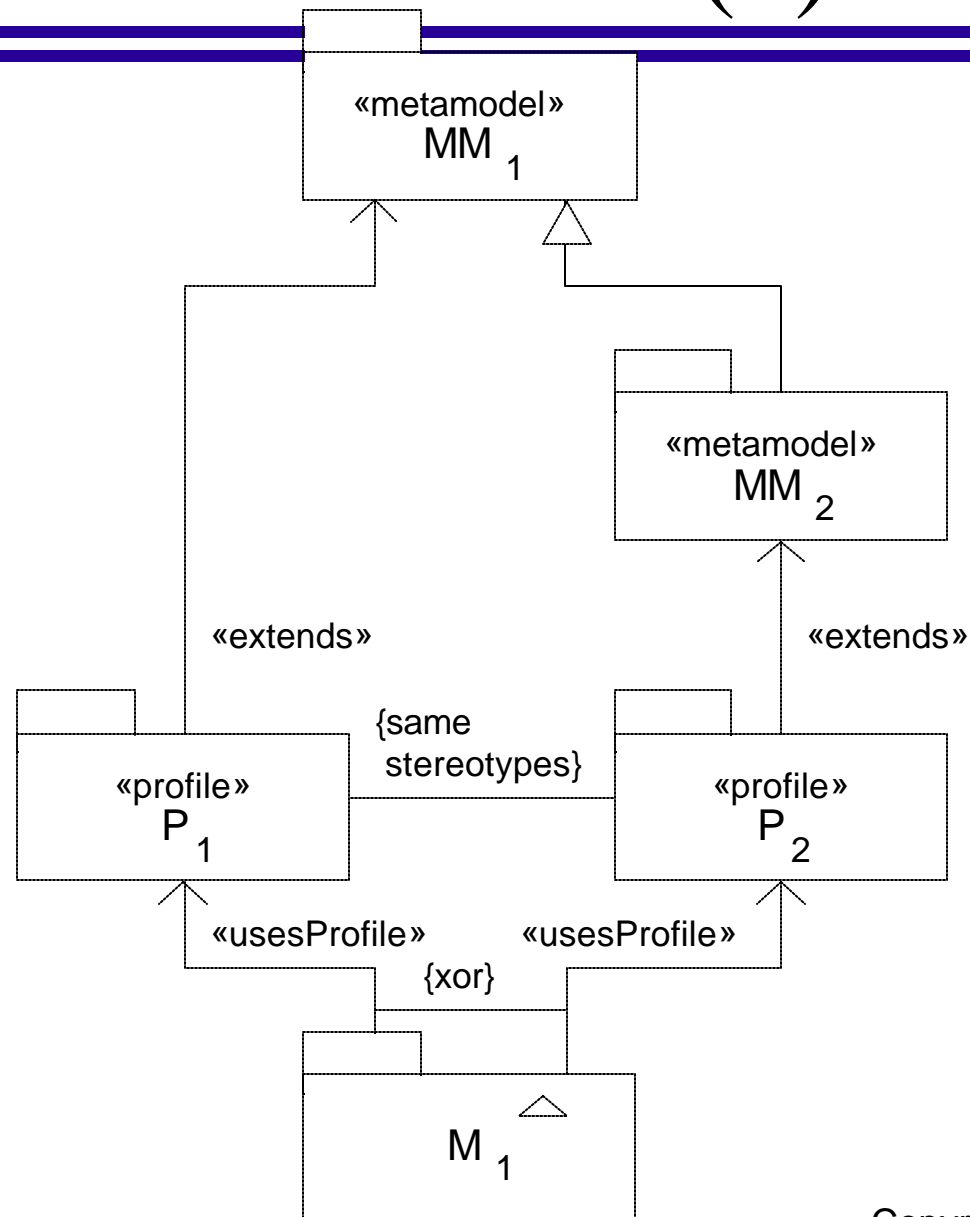 «metamodel»
MM 1
«metamodel»
MM 2
«extends»
«extends»
{same
stereotypes}
«profile»
P 1
«profile»
P 2
«usesProfile»
«usesProfile»
{xor}
M 1